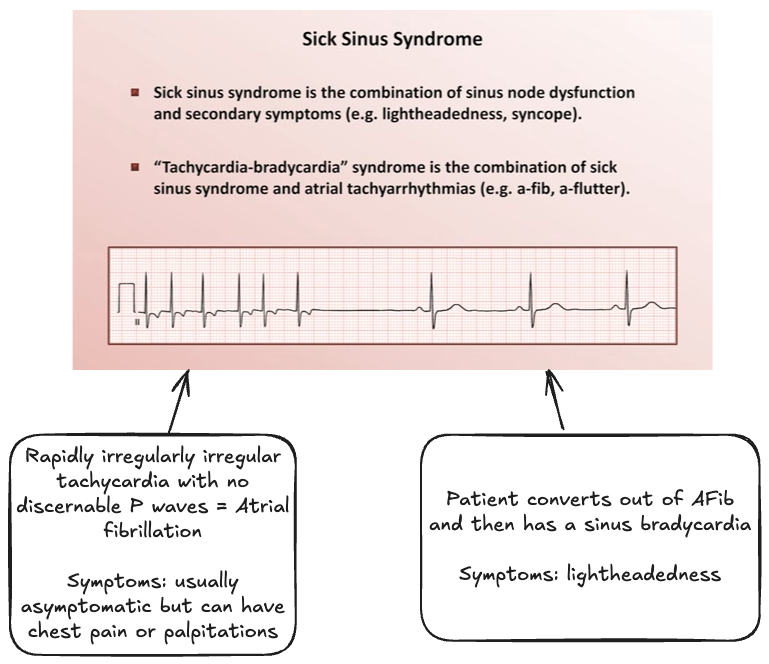 Sick Sinus Syndrome
Sick sinus syndrome is the combination of sinus node dysfunction
and secondary symptoms (e.g. lightheadedness, syncope).
“Tachycardia-bradycardia” syndrome is the combination of sick
sinus syndrome and atrial tachyarrhythmias (e.g. a-fib, a-flutter).
II
Rapidly irregularly irregular
tachycardia with no
discernable P waves = Atrial
fibrillation
Symptoms: usually
asymptomatic but can have
chest pain or palpitations
Patient converts out of AFib
and then has a sinus bradycardia
Symptoms: lightheadedness